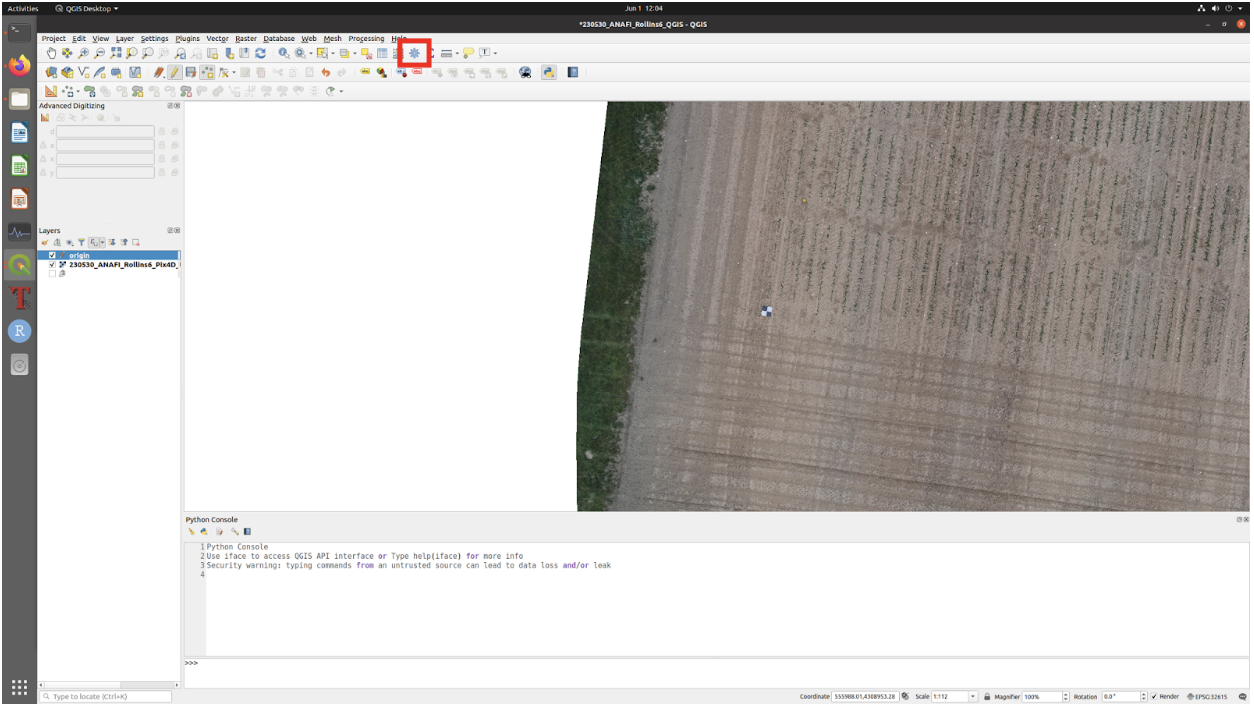 Activities QGIS Desktop Jun 1 12:04
*230530_ANAFI_Rollins6_QGIS - QGIS
Project Edit View Layer Settings Plugins Vector Raster Database Web Mesh Processing Help
Advanced Digitizing
d
a
x
y
Layers
origin
230530_ANAFI_Rollins6_Pix4D_
Python Console
1 Python Console
2 Use iface to access QGIS API interface or Type help(iface) for more info
3 Security warning: typing commands from an untrusted source can lead to data loss and/or leak
4
>>>
Type to locate (Ctrl+K) Coordinate 555988.01,4308953.28 Scale 1:112 Magnifier 100% Rotation 0.0° Render EPSG:32615